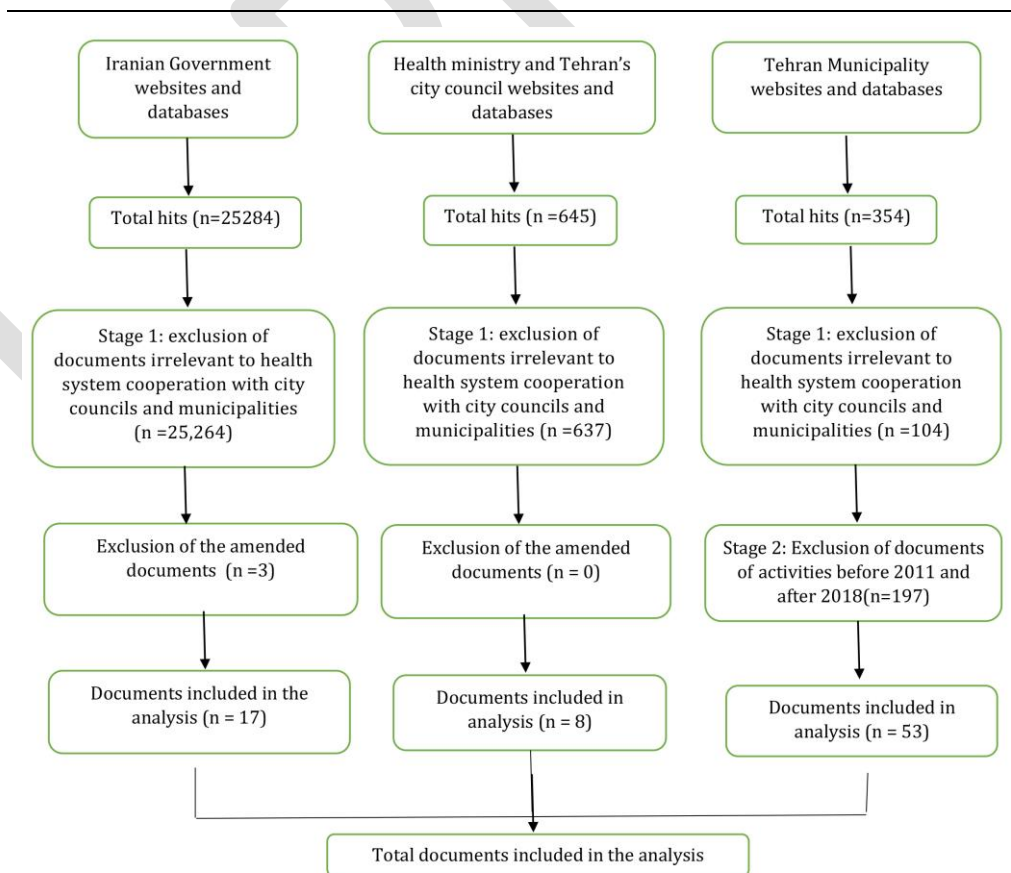 Iranian Government
websites and
databases
Health ministry and Tehran's
city council websites and
databases
Tehran Municipality
websites and databases
Total hits (n=25284)
Total hits (n =645)
Total hits (n=354)
Stage 1: exclusion of
documents irrelevant to health
system cooperation with city
councils and municipalities
(n =25,264)
Stage 1: exclusion of
documents irrelevant to
health system cooperation
with city councils and
municipalities (n =637)
Stage 1: exclusion of
documents irrelevant to
health system cooperation
with city councils and
municipalities (n =104)
Exclusion of the amended
documents (n =3)
Exclusion of the amended
documents (n = 0)
Stage 2: Exclusion of documents
of activities before 2011 and
after 2018(n=197)
Documents included in the
analysis (n = 17)
Documents included in
analysis (n = 8)
Documents included in
analysis (n = 53)
Total documents included in the analysis